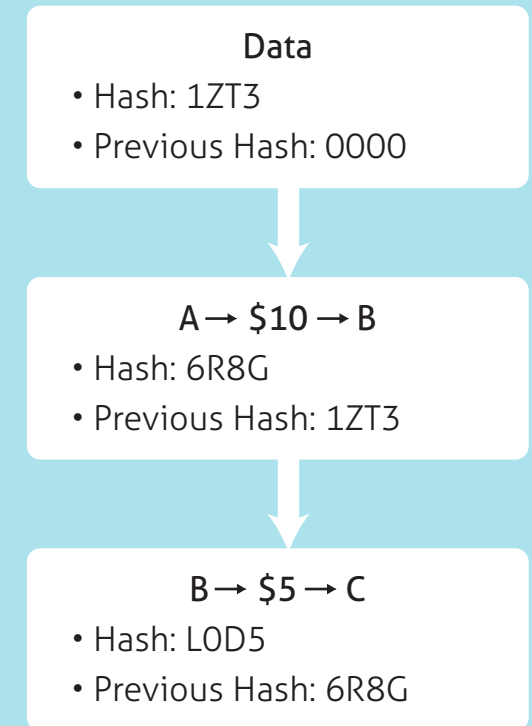 Data
• Hash: 1ZT3
• Previous Hash: 0000
A → $10 → B
• Hash: 6R8G
• Previous Hash: 1ZT3
B → $5 → C
• Hash: L0D5
• Previous Hash: 6R8G